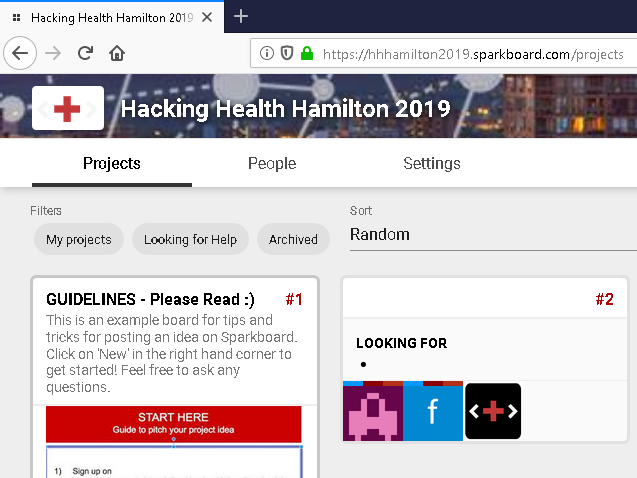 Hacking Health Hamilton 2019
https://hhhamilton2019.sparkboard.com/projects
Hacking Health Hamilton 2019
Projects People Settings
Filters
My projects Looking for Help Archived
Sort
Random
GUIDELINES - Please Read :) #1
This is an example board for tips and
tricks for posting an idea on Sparkboard.
Click on 'New' in the right hand corner to
get started! Feel free to ask any
questions.
START HERE
Guide to pitch your project idea
1) Sign up on
#2
LOOKING FOR
•
f